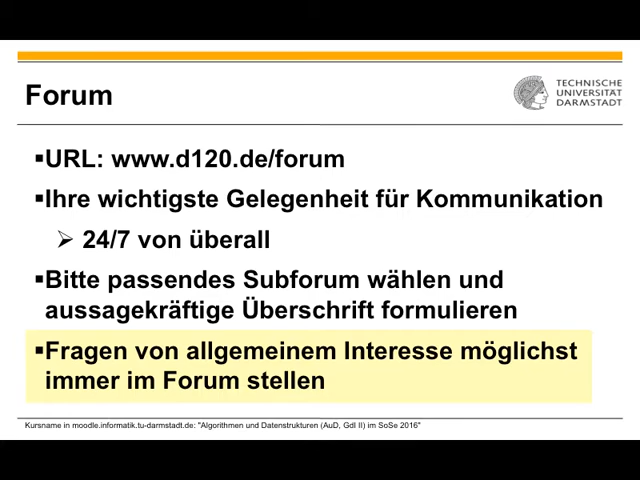 Forum
TECHNISCHE
UNIVERSITÄT
DARMSTADT
▪URL: www.d120.de/forum
▪Ihre wichtigste Gelegenheit für Kommunikation
➢ 24/7 von überall
▪Bitte passendes Subforum wählen und
aussagekräftige Überschrift formulieren
▪Fragen von allgemeinem Interesse möglichst
immer im Forum stellen
Kursname in moodle.informatik.tu-darmstadt.de: "Algorithmen und Datenstrukturen (AuD, GdI II) im SoSe 2016"